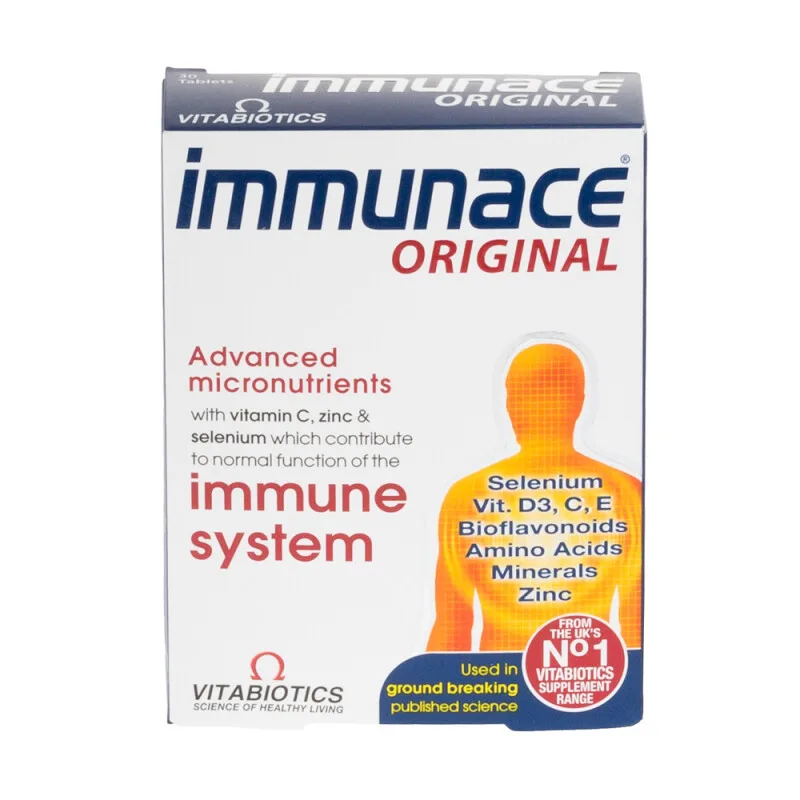 30
Tablets
immunace
ORIGINAL
VITABIOTICS
immunace®
ORIGINAL
Advanced
micronutrients
with vitamin C, zinc &
selenium which contribute
to normal function of the
immune
system
Selenium
Vit. D3, C, E
Bioflavonoids
Amino Acids
Minerals
Zinc
VITABIOTICS
SCIENCE OF HEALTHY LIVING
Used in
ground breaking
published science
FROM
THE UK'S
No1
VITABIOTICS
SUPPLEMENT
RANGE